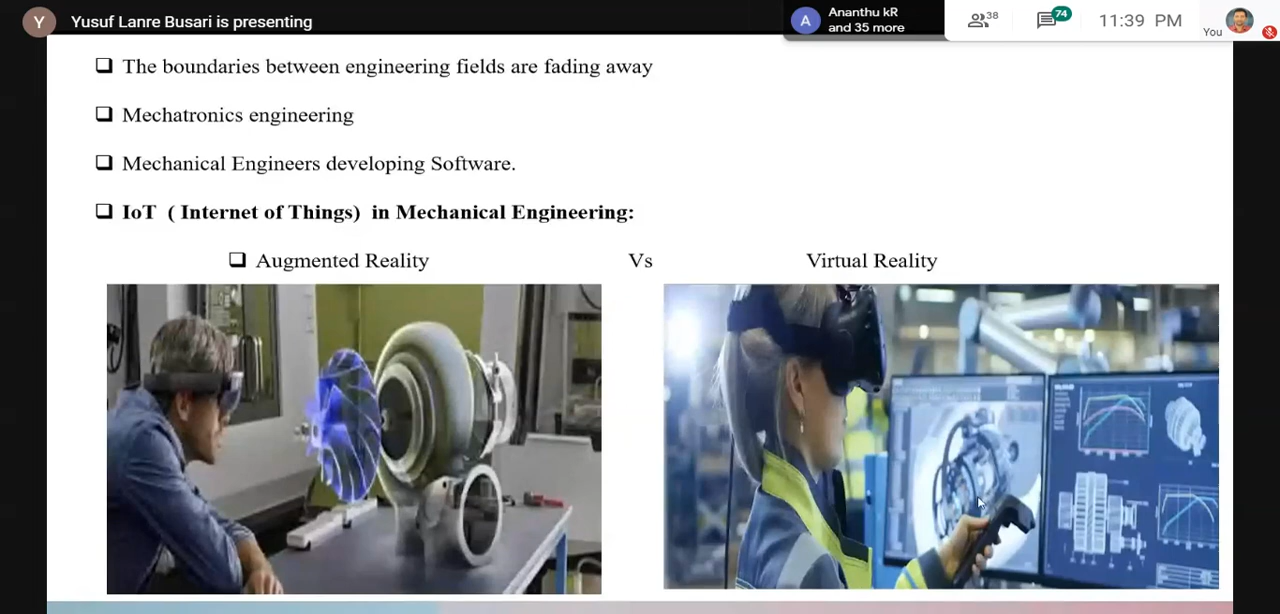 Y Yusuf Lanre Busari is presenting
A Ananthu kR
and 35 more
38
74
11:39 PM
You
The boundaries between engineering fields are fading away
Mechatronics engineering
Mechanical Engineers developing Software.
IoT ( Internet of Things) in Mechanical Engineering:
Augmented Reality Vs Virtual Reality